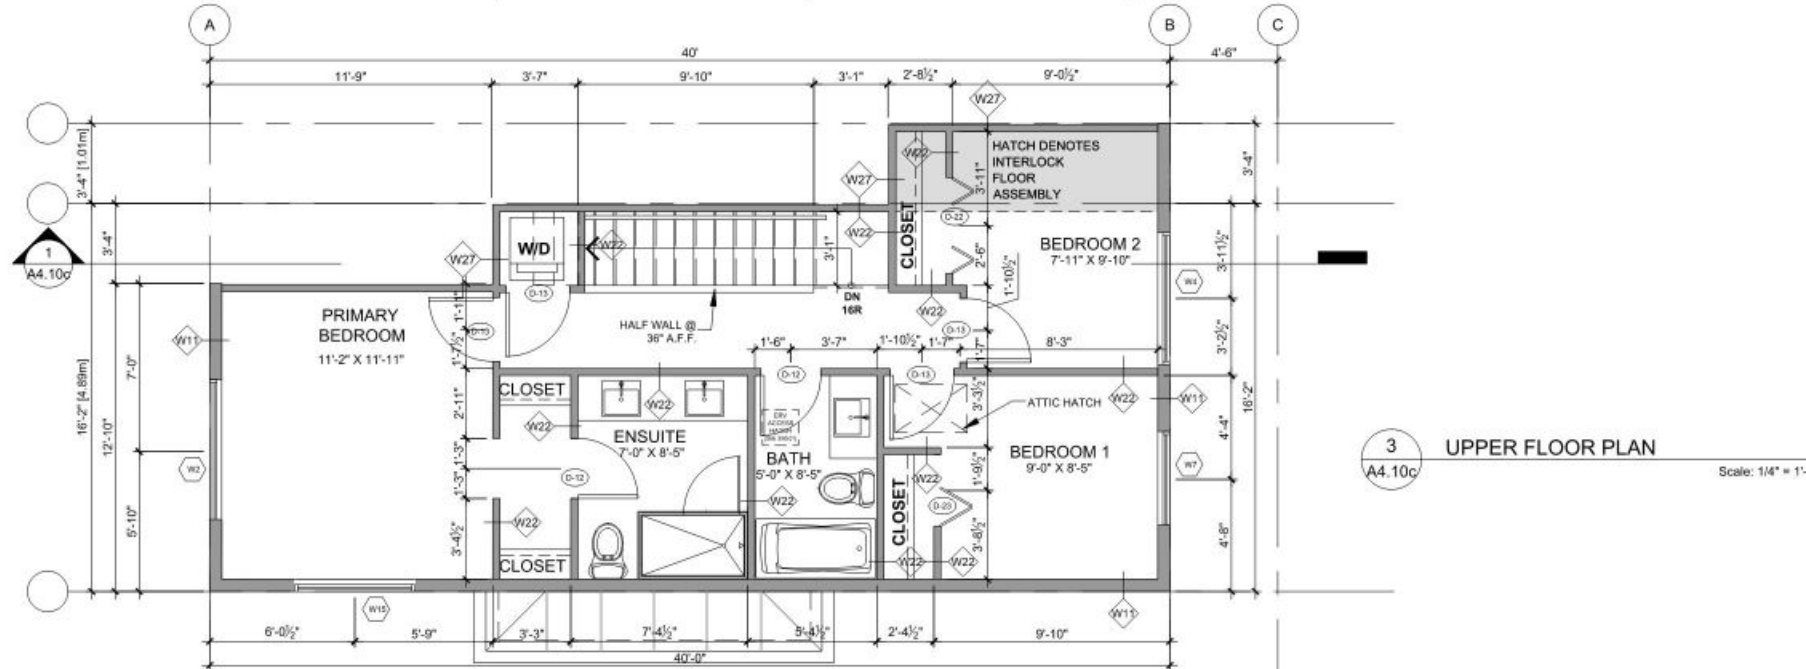 A
B
C
40'
4'-6"
11'-9"
3'-7"
9'-10"
3'-1"
2'-8½"
9'-0½"
W27
3'-4" [1.01m]
3'-4"
W22
HATCH DENOTES
INTERLOCK
FLOOR
ASSEMBLY
3'-11"
W27
D-22
W22
CLOSET
1
A4.10c
3'-4"
W27
W/D
W22
3'-1"
2'-6"
BEDROOM 2
7'-11" X 9'-10"
3'-1½"
W4
1'-10½"
D-13
DN
16R
W22
PRIMARY
BEDROOM
11'-2" X 11'-11"
1'-11"
D-13
1'-7½"
HALF WALL @
36" A.F.F.
D-13
1'-7"
3'-2½"
W11
1'-6"
3'-7"
1'-10½"
1'-7"
8'-3"
16'-2" [4.89m]
12'-10"
7'-0"
CLOSET
D-12
D-13
3'-3½"
W22
W11
16'-2"
2'-11"
W22
W22
ATTIC HATCH
ENSUITE
7'-0" X 8'-5"
ERV
ACCESS
HATCH
BATH
5'-0" X 8'-5"
BEDROOM 1
9'-0" X 8'-5"
4'-4"
W7
3
A4.10c
UPPER FLOOR PLAN
Scale: 1/4" = 1'-
W2
1'-3"
1'-3"
D-12
W22
1'-9½"
W22
D-23
CLOSET
5'-10"
W22
3'-4½"
3'-8½"
4'-8"
CLOSET
W22
W22
W15
W11
6'-0½"
5'-9"
3'-3"
7'-4½"
5'-4½"
2'-4½"
9'-10"
40'-0"